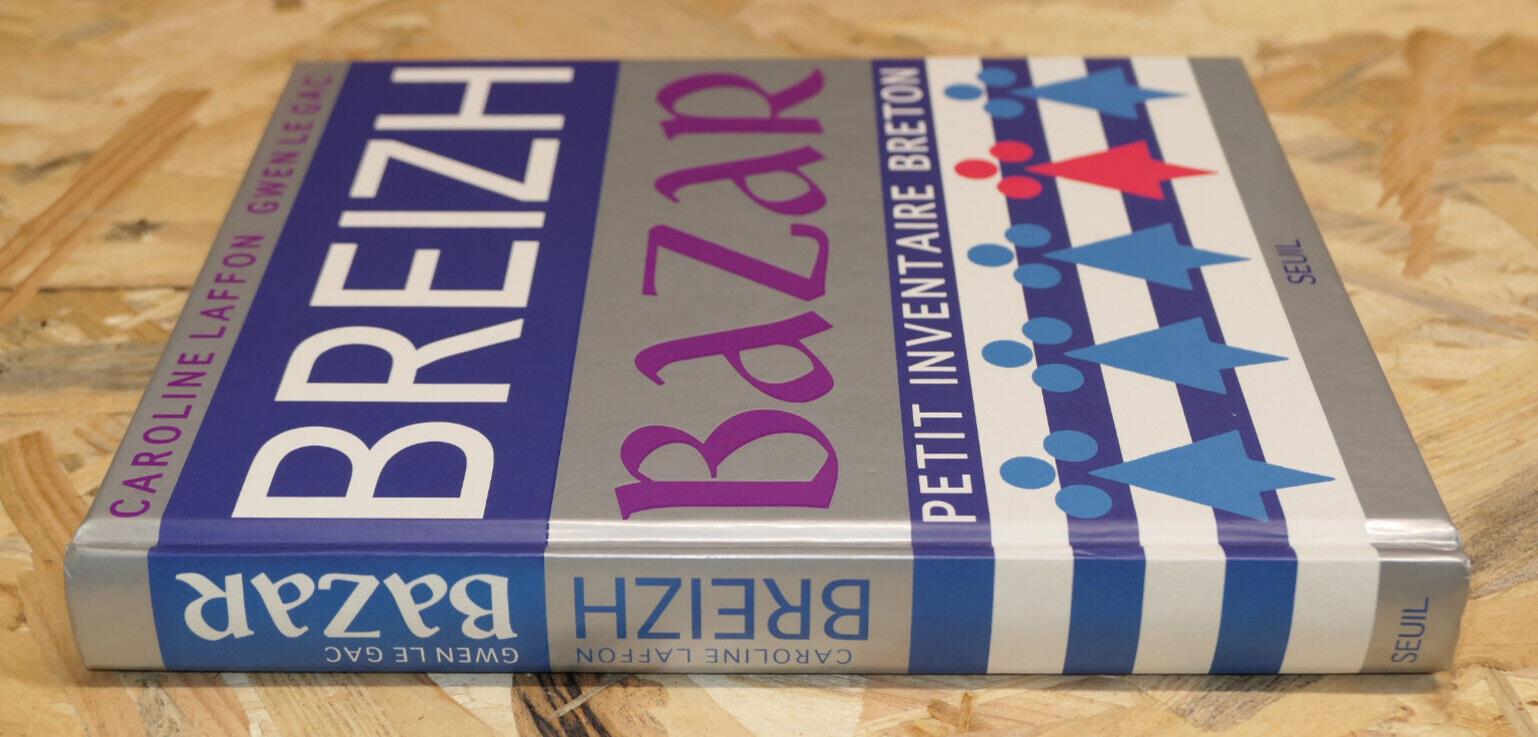 CAROLINE LAFFON GWEN LE GAC
BREIZH
BaZaR
PETIT INVENTAIRE BRETON
SEUIL
BREIZH
BaZaR
CAROLINE LAFFON
GWEN LE GAC
SEUIL